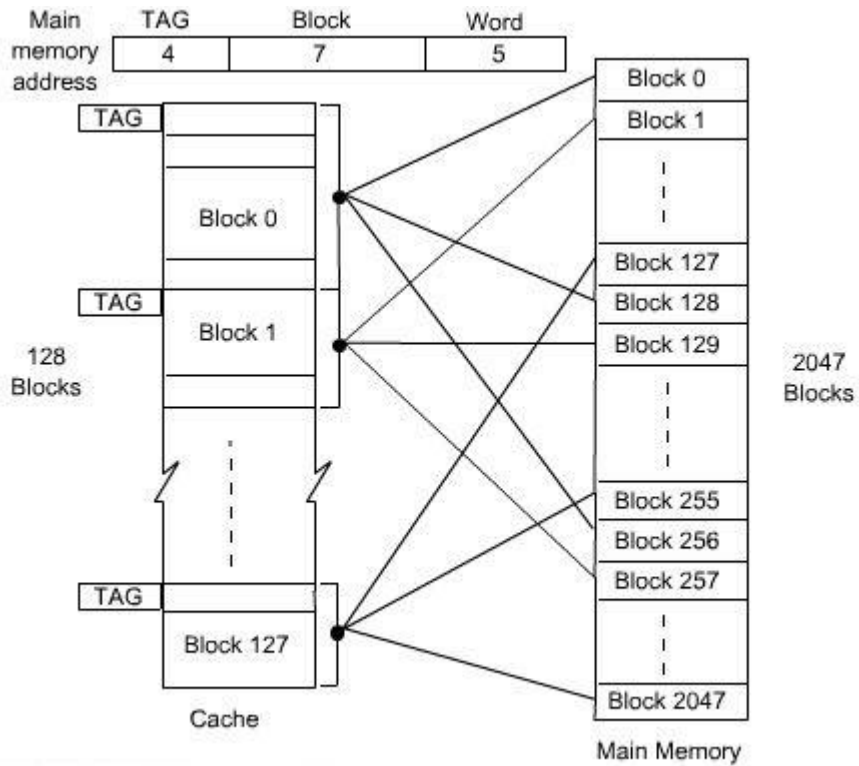 Main memory address
TAG Block Word
4 7 5
TAG
Block 0
TAG
Block 1
128 Blocks
TAG
Block 127
Cache
Block 0
Block 1
Block 127
Block 128
Block 129
2047 Blocks
Block 255
Block 256
Block 257
Block 2047
Main Memory